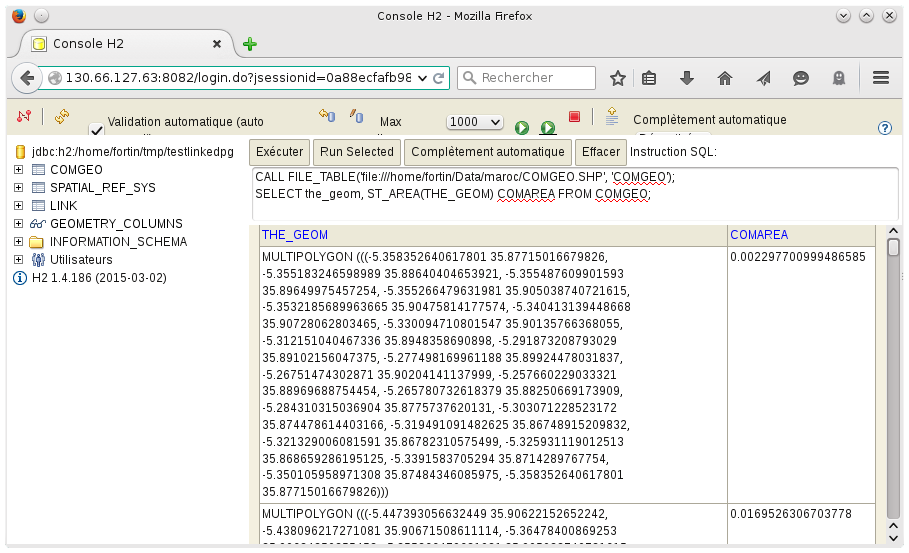 Console H2 - Mozilla Firefox
Console H2
130.66.127.63:8082/login.do?jsessionid=0a88ecfafb98
Rechercher
Validation automatique (auto
Max
1000
Complètement automatique
jdbc:h2:/home/fortin/tmp/testlinkedpg
COMGEO
SPATIAL_REF_SYS
LINK
GEOMETRY_COLUMNS
INFORMATION_SCHEMA
Utilisateurs
H2 1.4.186 (2015-03-02)
Exécuter Run Selected Complètement automatique Effacer Instruction SQL:
CALL FILE_TABLE('file:///home/fortin/Data/maroc/COMGEO.SHP', 'COMGEO');
SELECT the_geom, ST_AREA(THE_GEOM) COMAREA FROM COMGEO;
THE_GEOM COMAREA
MULTIPOLYGON (((-5.358352640617801 35.87715016679826, 0.002297700999486585
-5.355183246598989 35.88640404653921, -5.355487609901593
35.89649975457254, -5.355266479631981 35.905038740721615,
-5.3532185689963665 35.90475814177574, -5.340413139448668
35.90728062803465, -5.330094710801547 35.90135766368055,
-5.312151040467336 35.8948358690898, -5.291873208793029
35.89102156047375, -5.277498169961188 35.89924478031837,
-5.26751474302871 35.90204141137999, -5.257660229033321
35.88969688754454, -5.265780732618379 35.88250669173909,
-5.284310315036904 35.8775737620131, -5.303071228523172
35.874478614403166, -5.319491091482625 35.86748915209832,
-5.321329006081591 35.86782310575499, -5.325931119012513
35.868659286195125, -5.3391583705294 35.8714289767754,
-5.350105958971308 35.87484346085975, -5.358352640617801
35.87715016679826)))
MULTIPOLYGON (((-5.447393056632449 35.90622152652242, 0.0169526306703778
-5.438096217271081 35.90671508611114, -5.36478400869253